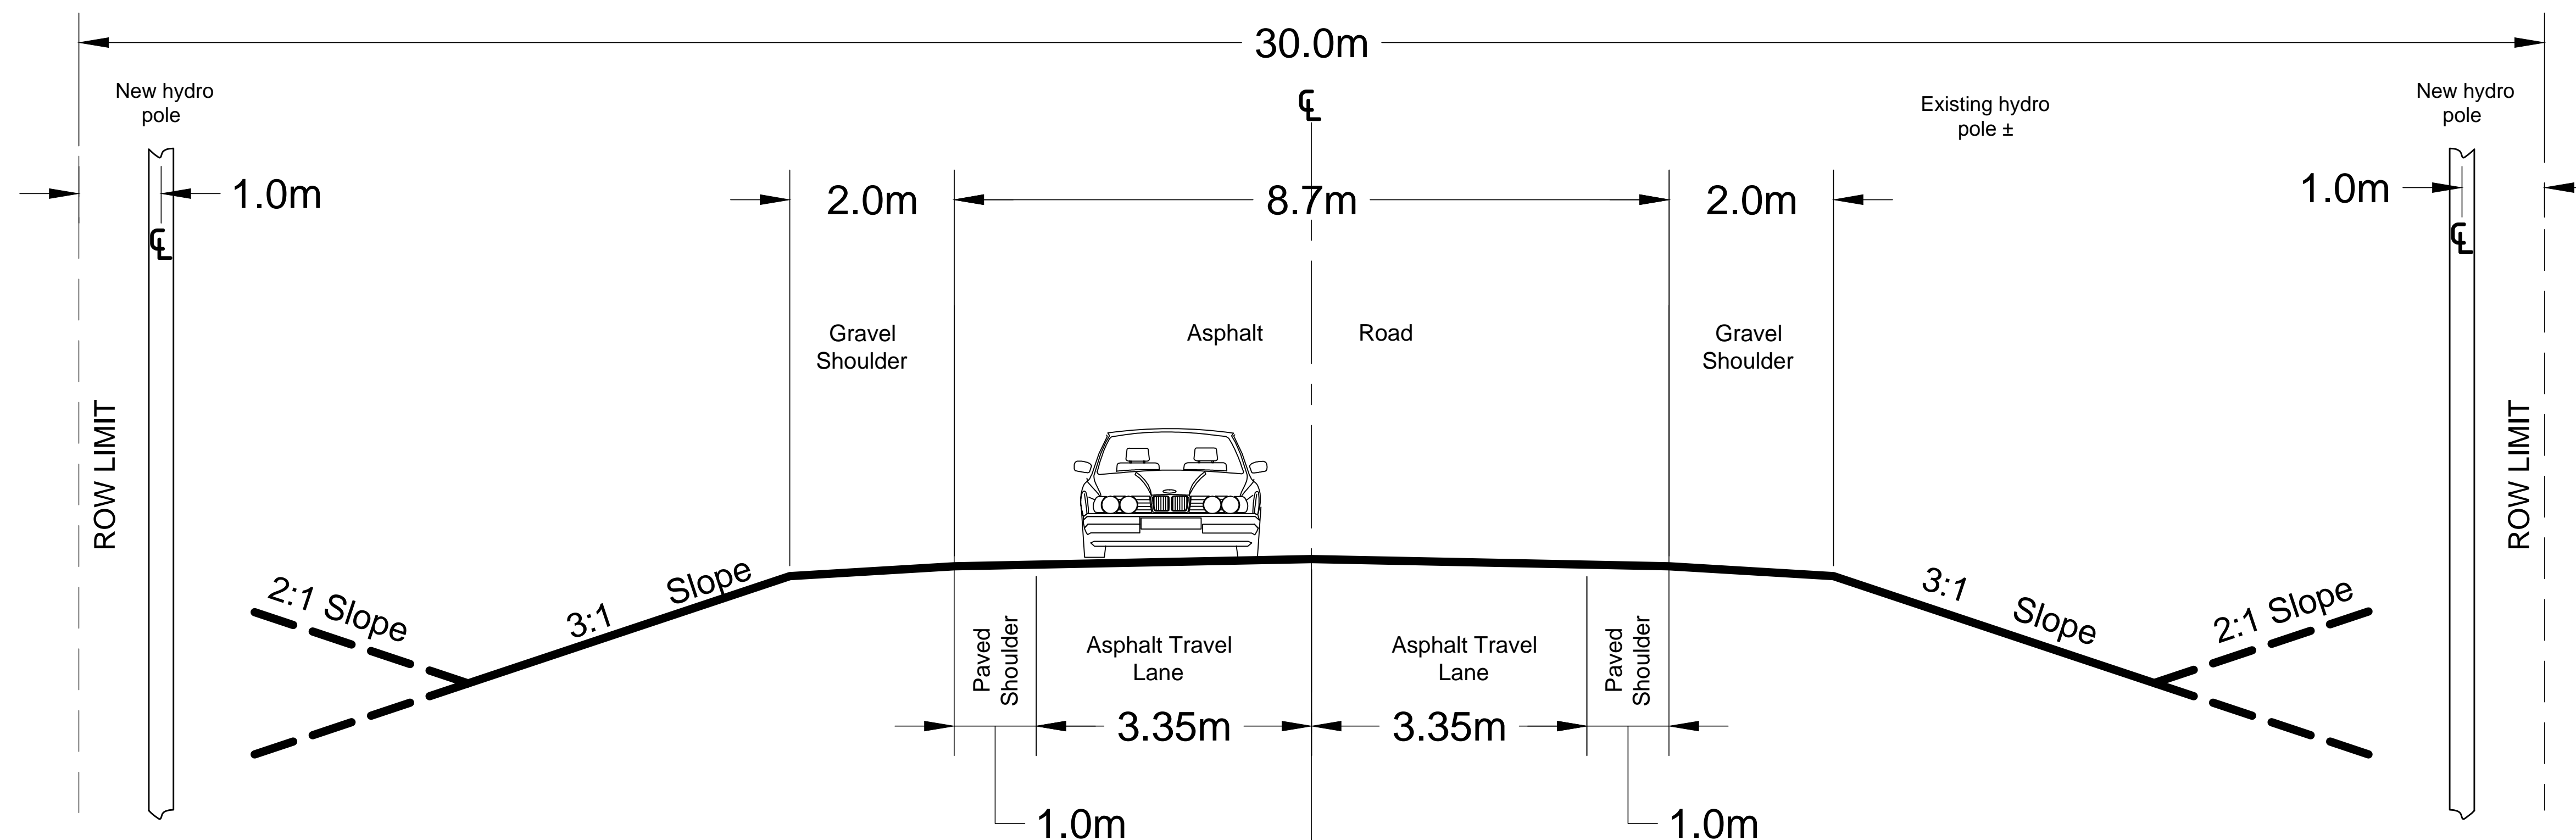 30.0m
New hydro
pole
℄
Existing hydro
pole ±
New hydro
pole
1.0m
2.0m
8.7m
2.0m
1.0m
℄
℄
Gravel
Shoulder
Asphalt
Road
Gravel
Shoulder
ROW LIMIT
ROW LIMIT
2:1 Slope
3:1 Slope
3:1 Slope
2:1 Slope
Paved
Shoulder
Asphalt Travel
Lane
Asphalt Travel
Lane
Paved
Shoulder
3.35m
3.35m
1.0m
1.0m